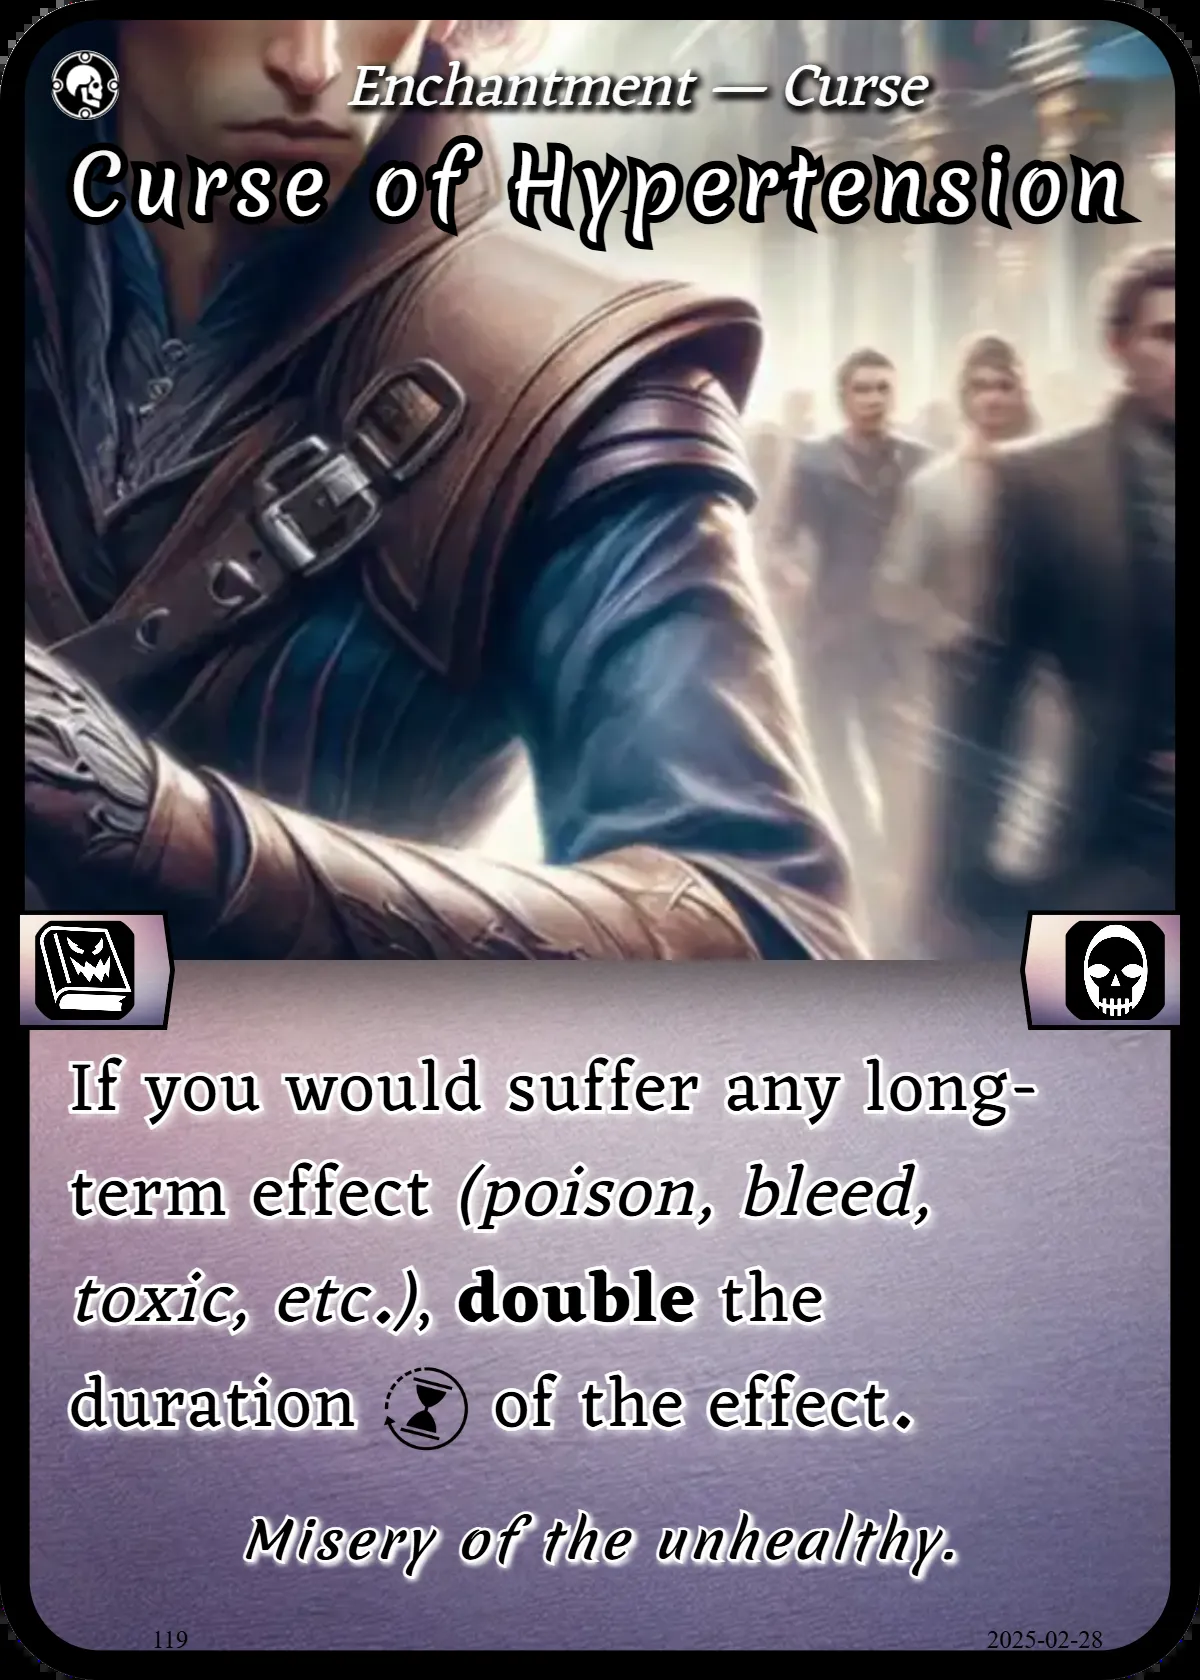 Enchantment — Curse
Curse of Hypertension
If you would suffer any long-
term effect (poison, bleed,
toxic, etc.), double the
duration of the effect.
Misery of the unhealthy.
119
2025-02-28